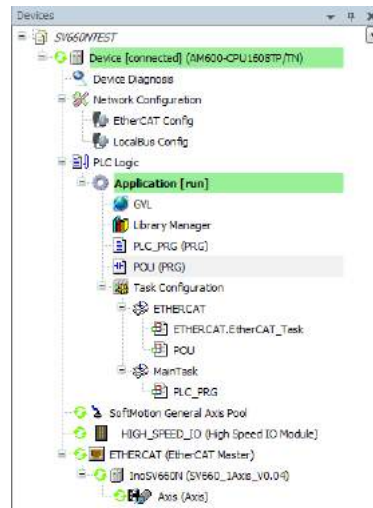 Devices
SV660NTEST
Device [connected] (AM600-CPU1608TP/TN)
Device Diagnosis
Network Configuration
EtherCAT Config
LocalBus Config
PLC Logic
Application [run]
GVL
Library Manager
PLC_PRG (PRG)
POU (PRG)
Task Configuration
ETHERCAT
ETHERCAT.EtherCAT_Task
POU
MainTask
PLC_PRG
SoftMotion General Axis Pool
HIGH_SPEED_IO (High Speed IO Module)
ETHERCAT (EtherCAT Master)
InoSV660N (SV660_1Axis_V0.04)
Axis (Axis)